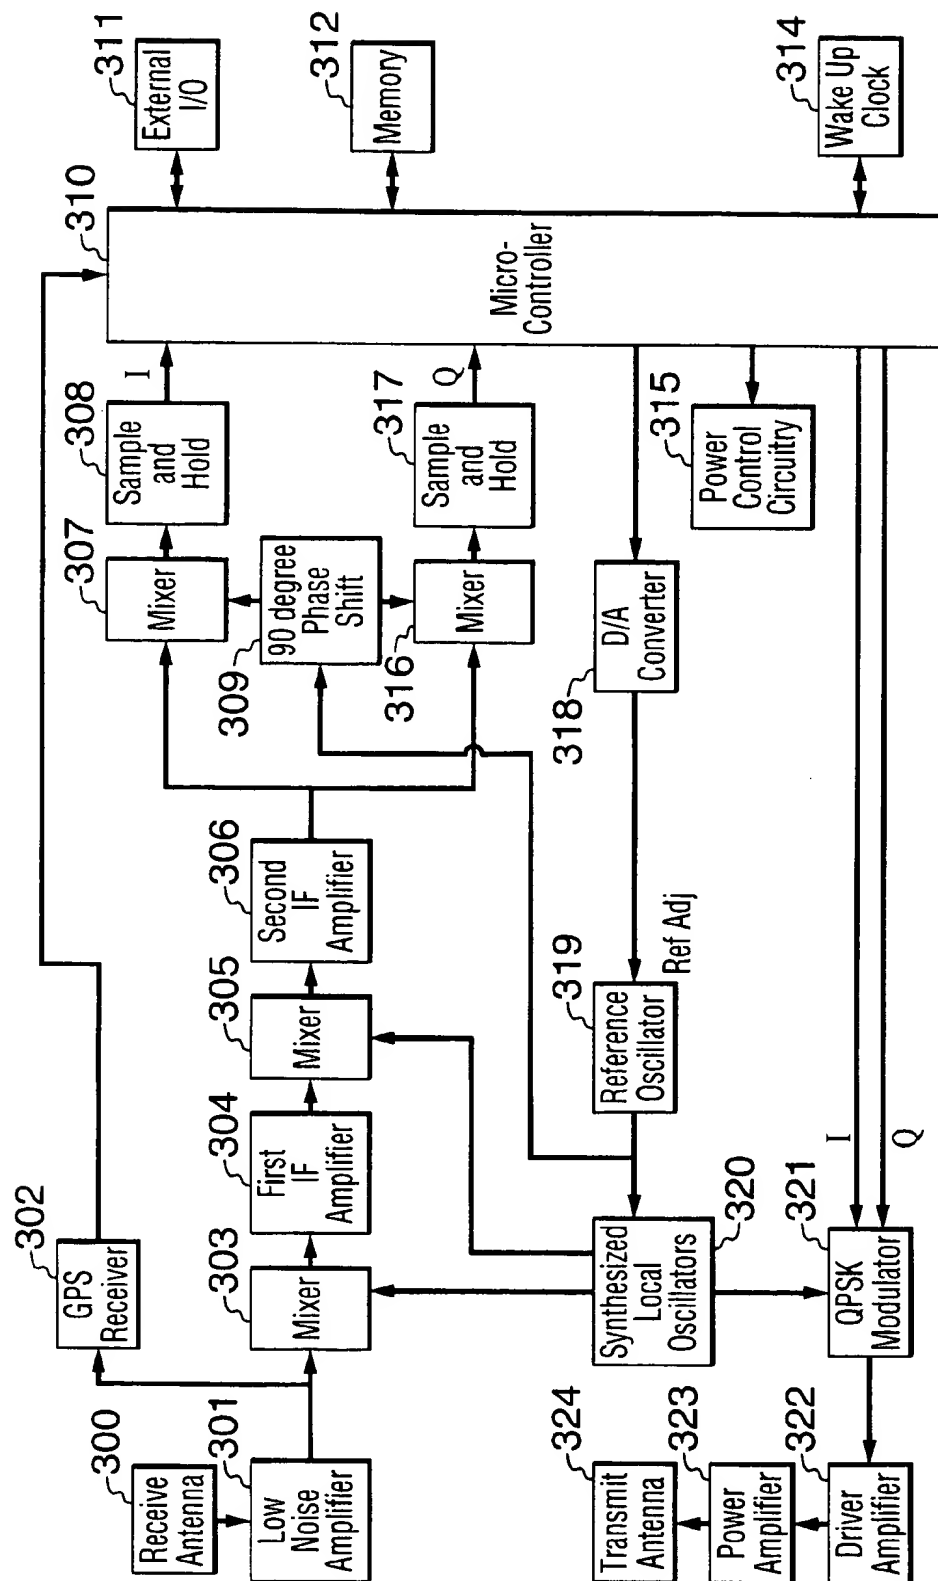 300
Receive
Antenna
301
Low
Noise
Amplifier
302
GPS
Receiver
303
Mixer
304
First
IF
Amplifier
305
Mixer
306
Second
IF
Amplifier
307
Mixer
308
Sample
and
Hold
I
309
90 degree
Phase
Shift
316
Mixer
317
Sample
and
Hold
Q
310
Micro-
Controller
311
External
I/O
312
Memory
314
Wake Up
Clock
315
Power
Control
Circuitry
318
D/A
Converter
Ref Adj
319
Reference
Oscillator
320
Synthesized
Local
Oscillators
321
QPSK
Modulator
I
Q
322
Driver
Amplifier
323
Power
Amplifier
324
Transmit
Antenna